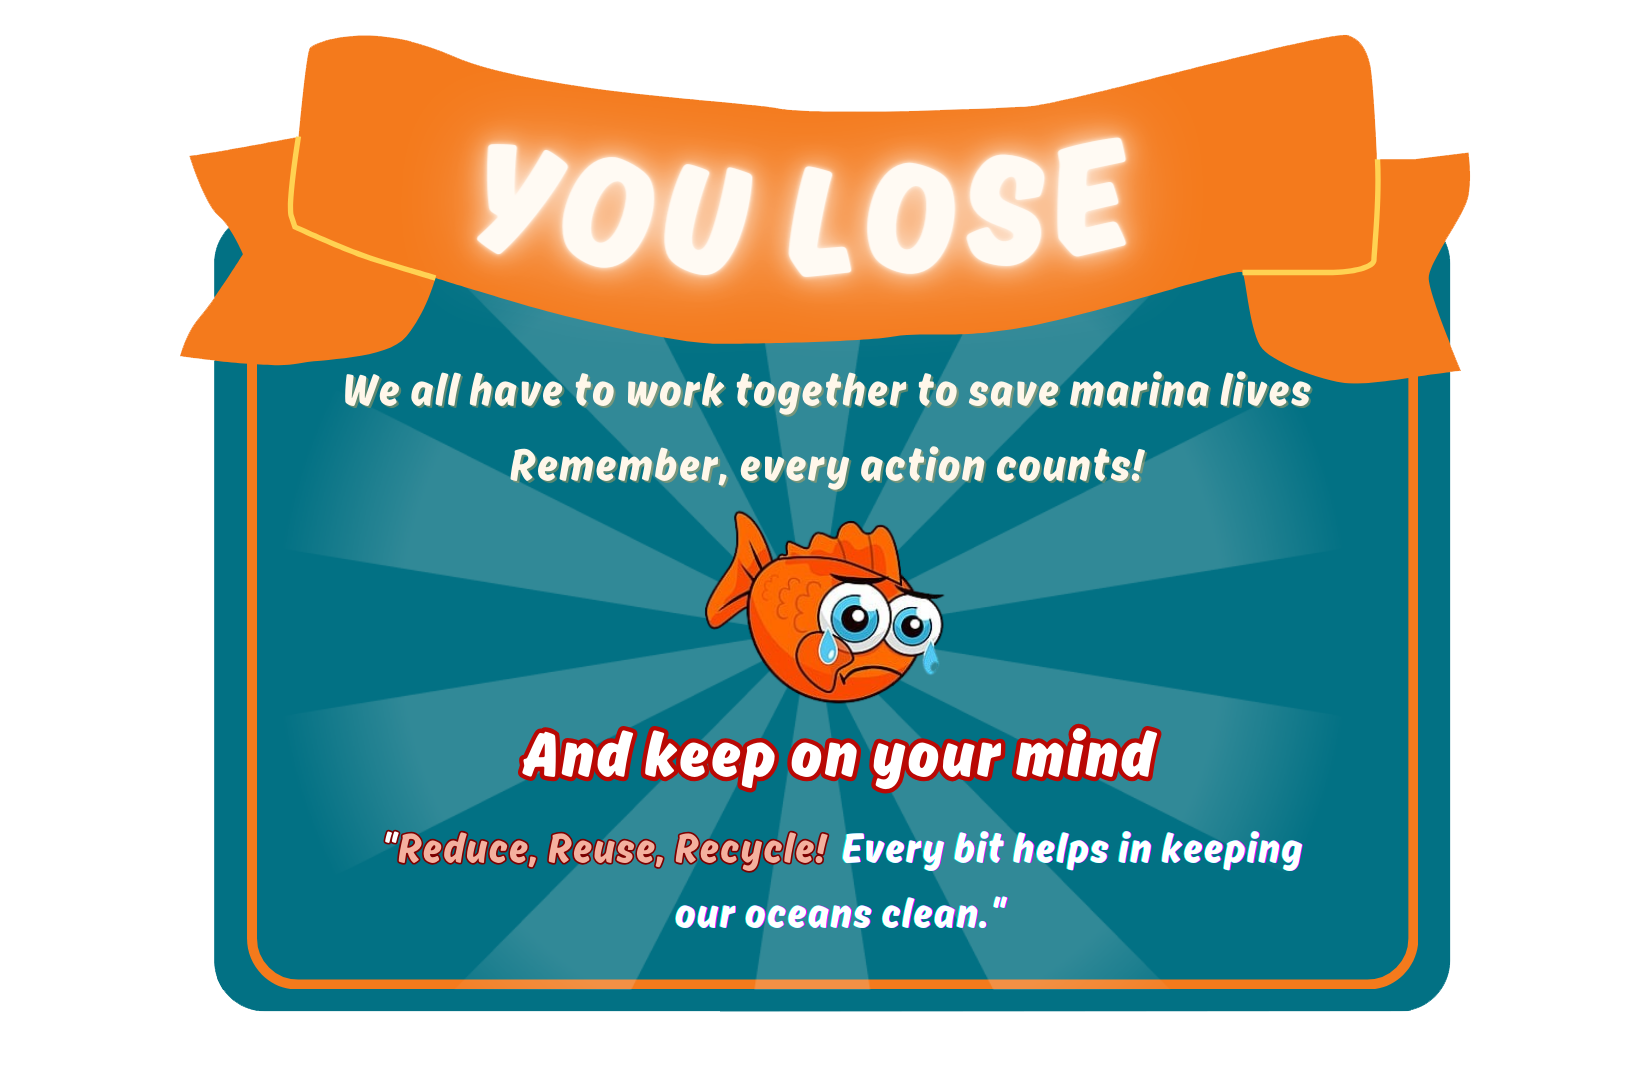 YOU LOSE
We all have to work together to save marina lives
Remember, every action counts!
And keep on your mind
"Reduce, Reuse, Recycle! Every bit helps in keeping
our oceans clean."